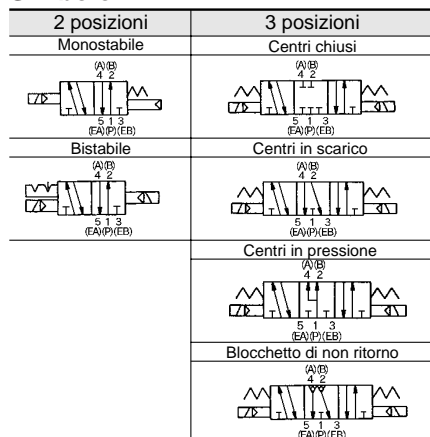 2 posizioni
3 posizioni
Monostabile
Centri chiusi
(A)(B)
4 2
5 1 3
(EA)(P)(EB)
(A)(B)
4 2
5 1 3
(EA)(P)(EB)
Bistabile
Centri in scarico
(A)(B)
4 2
5 1 3
(EA)(P)(EB)
(A)(B)
4 2
5 1 3
(EA)(P)(EB)
Centri in pressione
(A)(B)
4 2
5 1 3
(EA)(P)(EB)
Blocchetto di non ritorno
(A)(B)
4 2
5 1 3
(EA)(P)(EB)